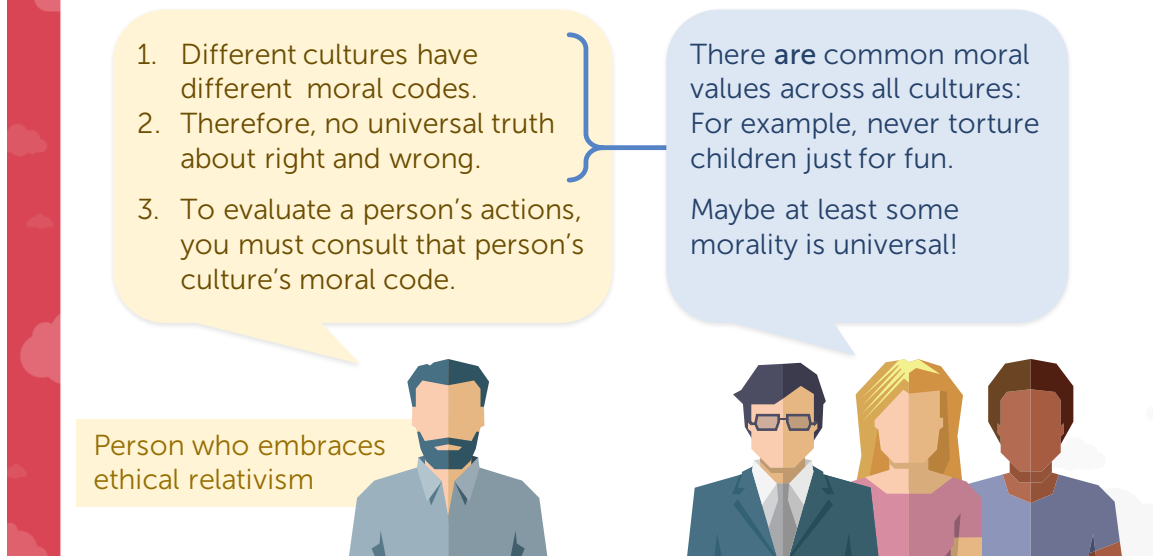 1. Different cultures have
different moral codes.
2. Therefore, no universal truth
about right and wrong.
3. To evaluate a person's actions,
you must consult that person's
culture's moral code.
There are common moral
values across all cultures:
For example, never torture
children just for fun.
Maybe at least some
morality is universal!
Person who embraces
ethical relativism